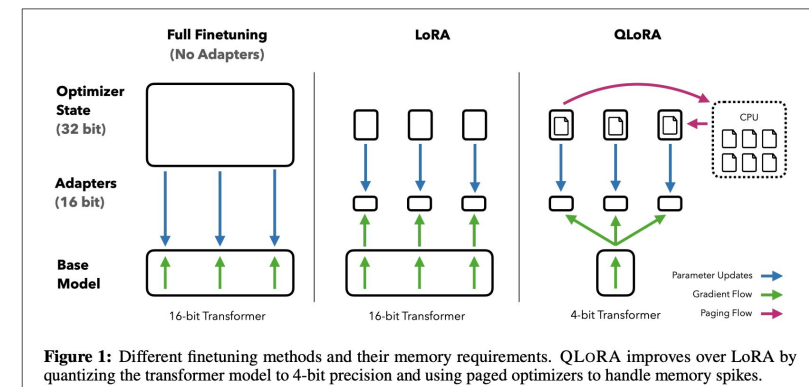 Full Finetuning
(No Adapters)
LoRA
QLoRA
Optimizer
State
(32 bit)
CPU
Adapters
(16 bit)
Base
Model
16-bit Transformer
16-bit Transformer
4-bit Transformer
Parameter Updates
Gradient Flow
Paging Flow
Figure 1: Different finetuning methods and their memory requirements. QLORA improves over LoRA by
quantizing the transformer model to 4-bit precision and using paged optimizers to handle memory spikes.